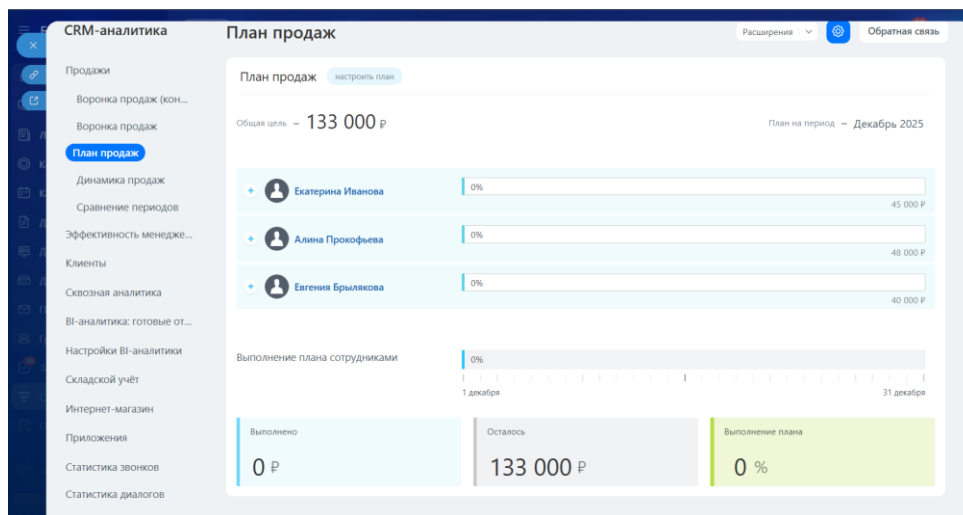 CRM-аналитика
План продаж
Расширения
Обратная связь
Продажи
Воронка продаж (кон...
Воронка продаж
План продаж
Динамика продаж
Сравнение периодов
Эффективность менедже...
Клиенты
Сквозная аналитика
BI-аналитика: готовые от...
Настройки BI-аналитики
Складской учёт
Интернет-магазин
Приложения
Статистика звонков
Статистика диалогов
План продаж настроить план
Общая цель – 133 000 ₽
План на период – Декабрь 2025
Екатерина Иванова
0%
45 000 ₽
Алина Прокофьева
0%
48 000 ₽
Евгения Брылякова
0%
40 000 ₽
Выполнение плана сотрудниками
0%
1 декабря
31 декабря
Выполнено
0 ₽
Осталось
133 000 ₽
Выполнение плана
0 %